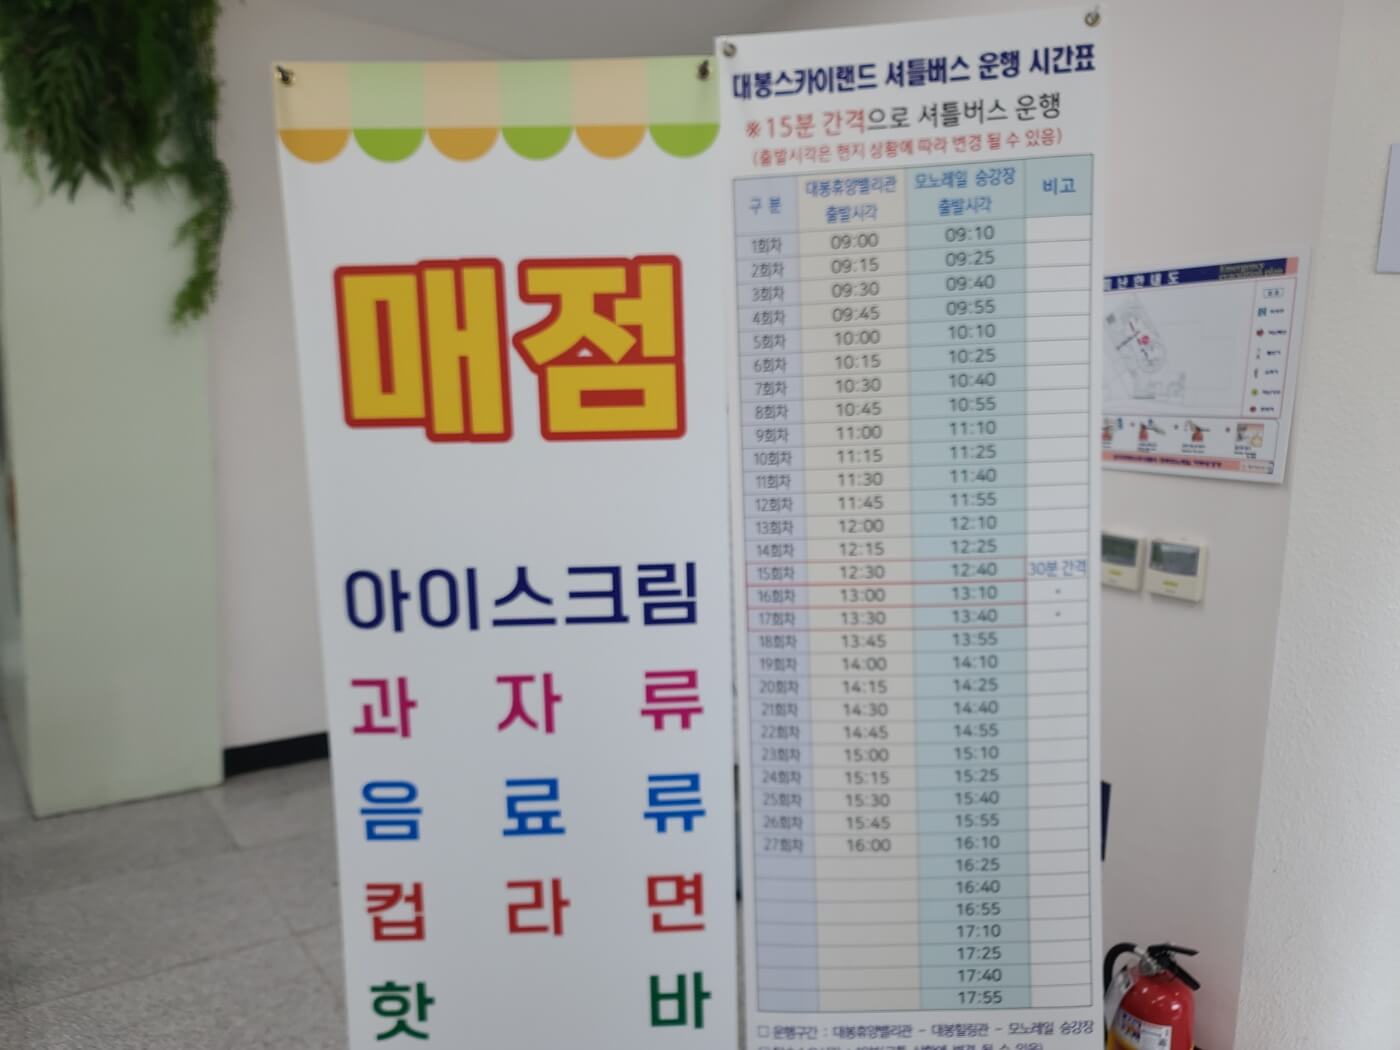 매점
아이스크림
과 자 류
음 료 류
컵 라 면
핫 바
대봉스카이랜드 셔틀버스 운행 시간표
※15분 간격으로 셔틀버스 운행
(출발시각은 현지 상황에 따라 변경 될 수 있음)
구 분 대봉휴양밸리관 출발시각 모노레일 승강장 출발시각 비고
1회차 09:00 09:10
2회차 09:15 09:25
3회차 09:30 09:40
4회차 09:45 09:55
5회차 10:00 10:10
6회차 10:15 10:25
7회차 10:30 10:40
8회차 10:45 10:55
9회차 11:00 11:10
10회차 11:15 11:25
11회차 11:30 11:40
12회차 11:45 11:55
13회차 12:00 12:10
14회차 12:15 12:25
15회차 12:30 12:40 30분 간격
16회차 13:00 13:10 "
17회차 13:30 13:40 "
18회차 13:45 13:55
19회차 14:00 14:10
20회차 14:15 14:25
21회차 14:30 14:40
22회차 14:45 14:55
23회차 15:00 15:10
24회차 15:15 15:25
25회차 15:30 15:40
26회차 15:45 15:55
27회차 16:00 16:10
16:25
16:40
16:55
17:10
17:25
17:40
17:55
□ 운행구간 : 대봉휴양밸리관 - 대봉힐링관 - 모노레일 승강장
피난안내도
Emergency evacuation plan